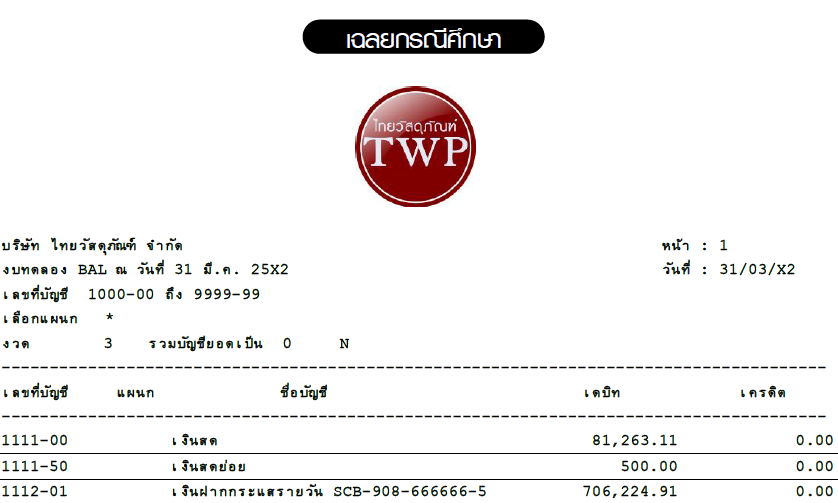 เฉลยกรณีศึกษา
ไทยวัสดุภัณฑ์
TWP
บริษัท ไทยวัสดุภัณฑ์ จำกัด หน้า : 1
งบทดลอง BAL ณ วันที่ 31 มี.ค. 25X2 วันที่ : 31/03/X2
เลขที่บัญชี 1000-00 ถึง 9999-99
เลือกแผนก *
งวด 3 รวมบัญชียอดเป็น 0 N
เลขที่บัญชี แผนก ชื่อบัญชี เดบิท เครดิต
1111-00 เงินสด 81,263.11 0.00
1111-50 เงินสดย่อย 500.00 0.00
1112-01 เงินฝากกระแสรายวัน SCB-908-666666-5 706,224.91 0.00